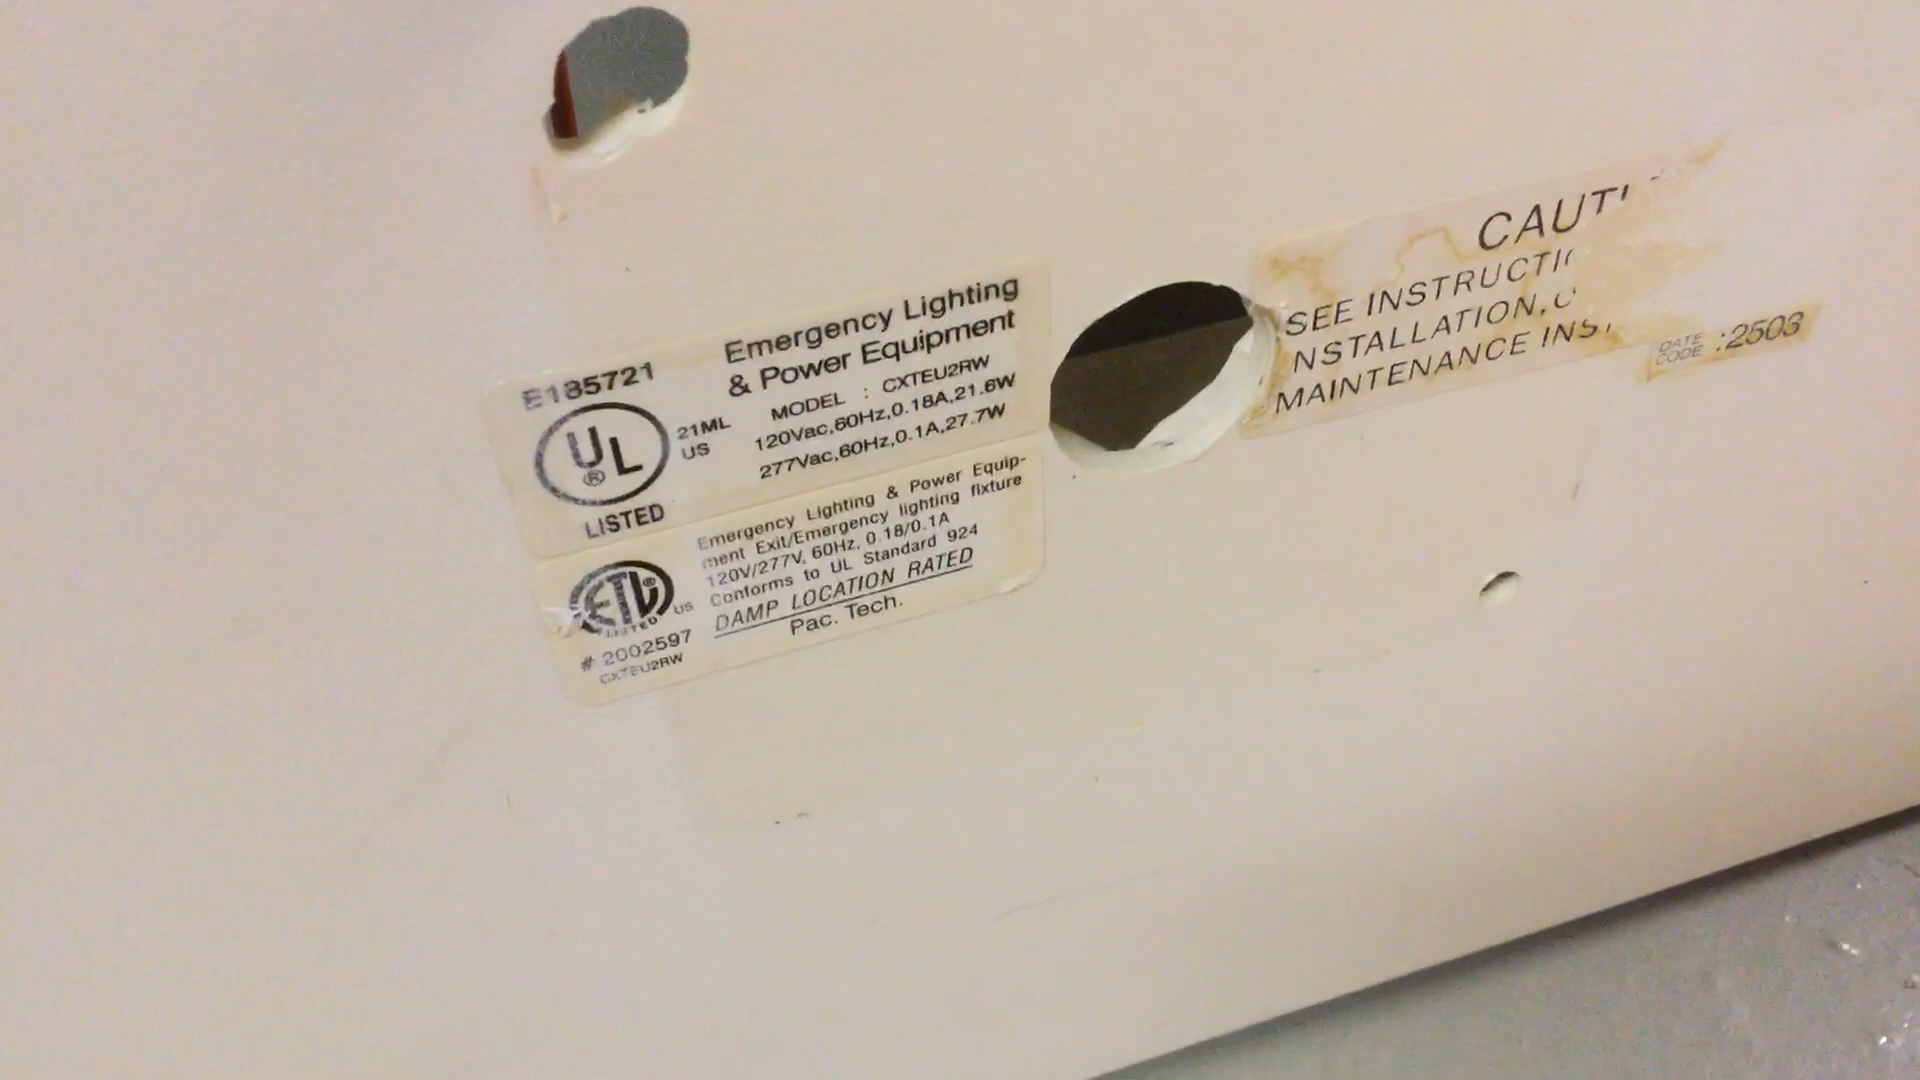 E185721
UL
®
21ML
US
LISTED
Emergency Lighting
& Power Equipment
MODEL : CXTEU2RW
120Vac,60Hz,0.18A,21.6W
277Vac,60Hz,0.1A,27.7W
ETL®
LISTED
US
# 2002597
CXTEU2RW
Emergency Lighting & Power Equip-
ment Exit/Emergency lighting fixture
120V/277V, 60Hz, 0.18/0.1A
Conforms to UL Standard 924
DAMP LOCATION RATED
Pac. Tech.
CAUTI
SEE INSTRUCTI
NSTALLATION,
MAINTENANCE INS
DATE
CODE :2503